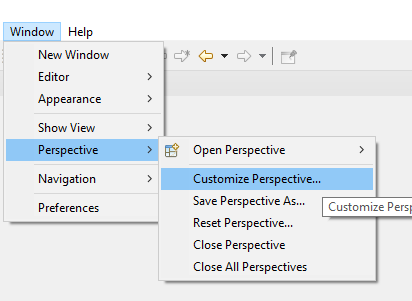 Window Help
New Window
Editor
Appearance
Show View
Perspective
Navigation
Preferences
Open Perspective
Customize Perspective...
Save Perspective As...
Reset Perspective...
Close Perspective
Close All Perspectives
Customize Persp